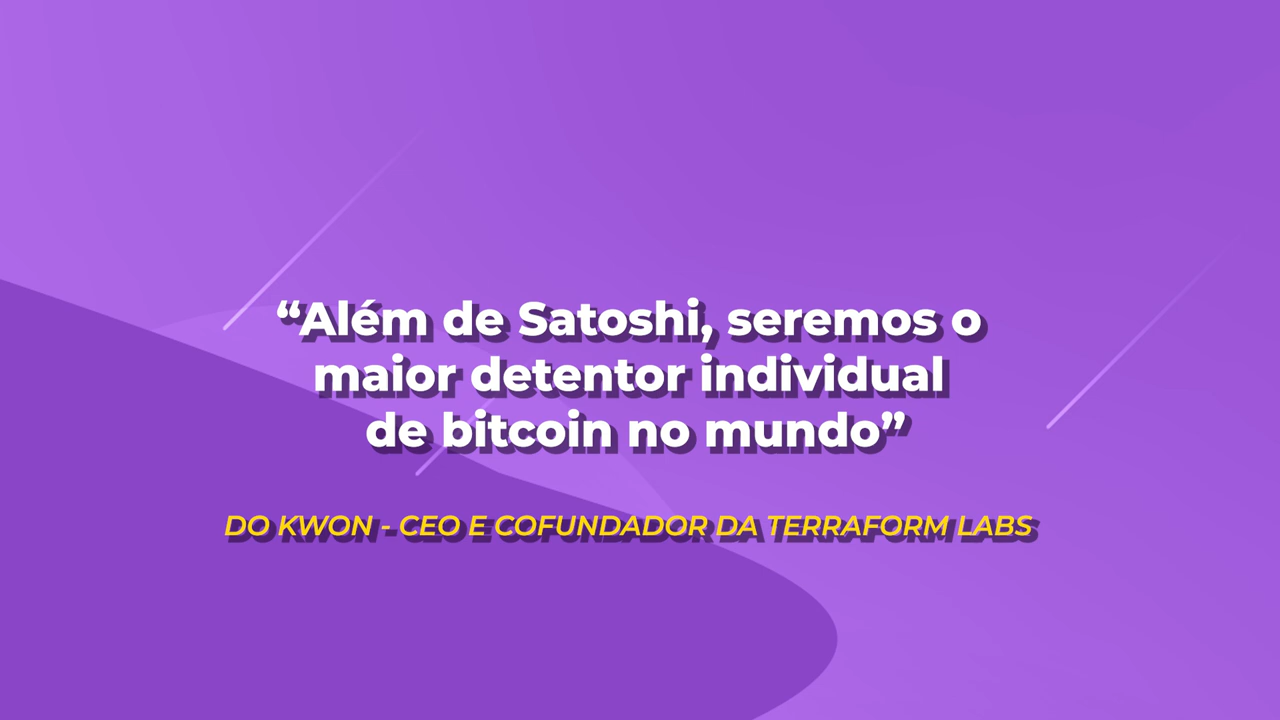 “Além de Satoshi, seremos o
maior detentor individual
de bitcoin no mundo”
DO KWON - CEO E COFUNDADOR DA TERRAFORM LABS